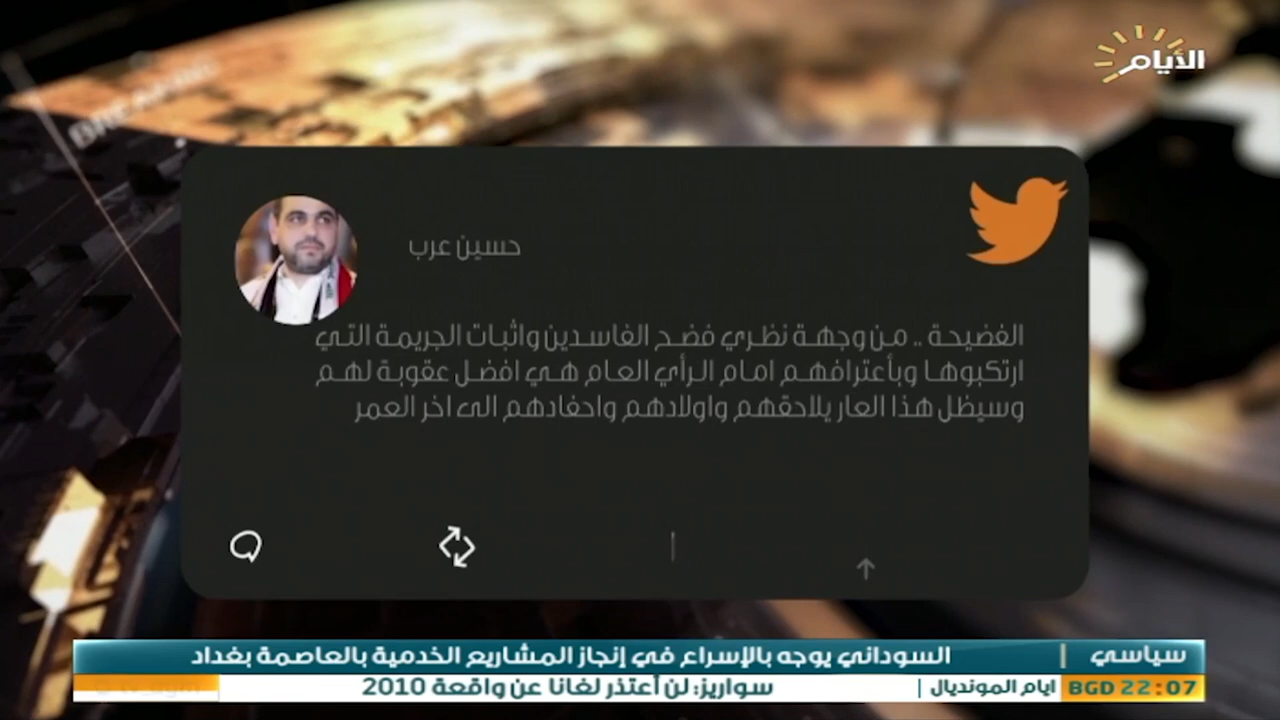 الأيام
حسين عرب
الفضيحة .. من وجهة نظري فضح الفاسدين واثبات الجريمة التي
ارتكبوها وبأعترافهم امام الرأي العام هي افضل عقوبة لهم
وسيظل هذا العار يلاحقهم واولادهم واحفادهم الى اخر العمر
سياسي | السوداني يوجه بالإسراع في إنجاز المشاريع الخدمية بالعاصمة بغداد
BGD 22:07 ايام المونديال | سواريز: لن أعتذر لغانا عن واقعة 2010